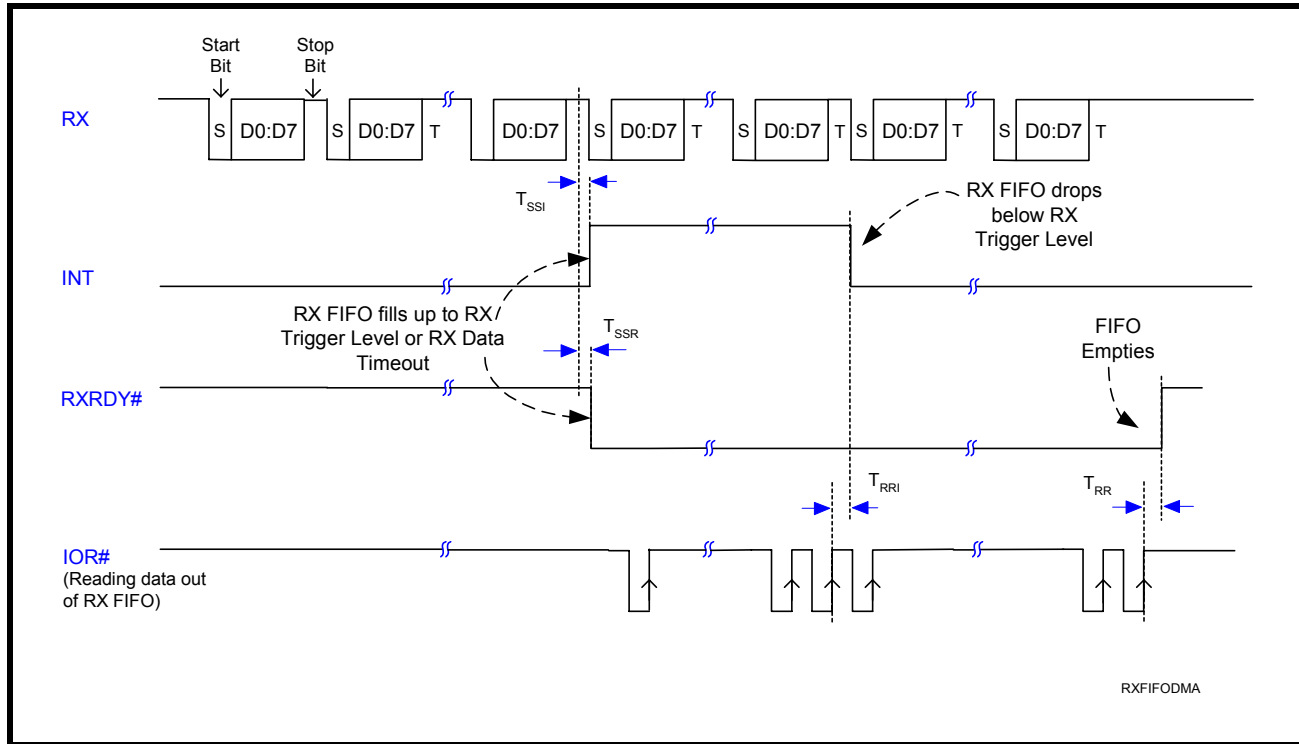 Start
Bit
Stop
Bit
RX
S D0:D7 S D0:D7 T D0:D7 S D0:D7 T S D0:D7 T S D0:D7 T S D0:D7 T
TSSI
RX FIFO drops
below RX
Trigger Level
INT
RX FIFO fills up to RX
Trigger Level or RX Data
Timeout
TSSR
FIFO
Empties
RXRDY#
TRRI
TRR
IOR#
(Reading data out
of RX FIFO)
RXFIFODMA